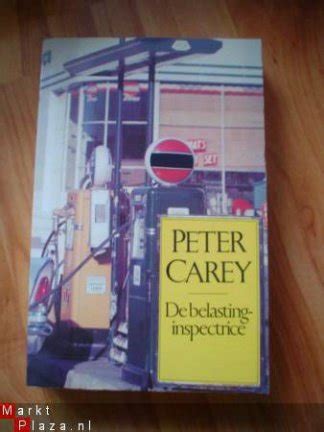 PETER
CAREY
De belasting-
inspectrice
Markt
Plaza.nl